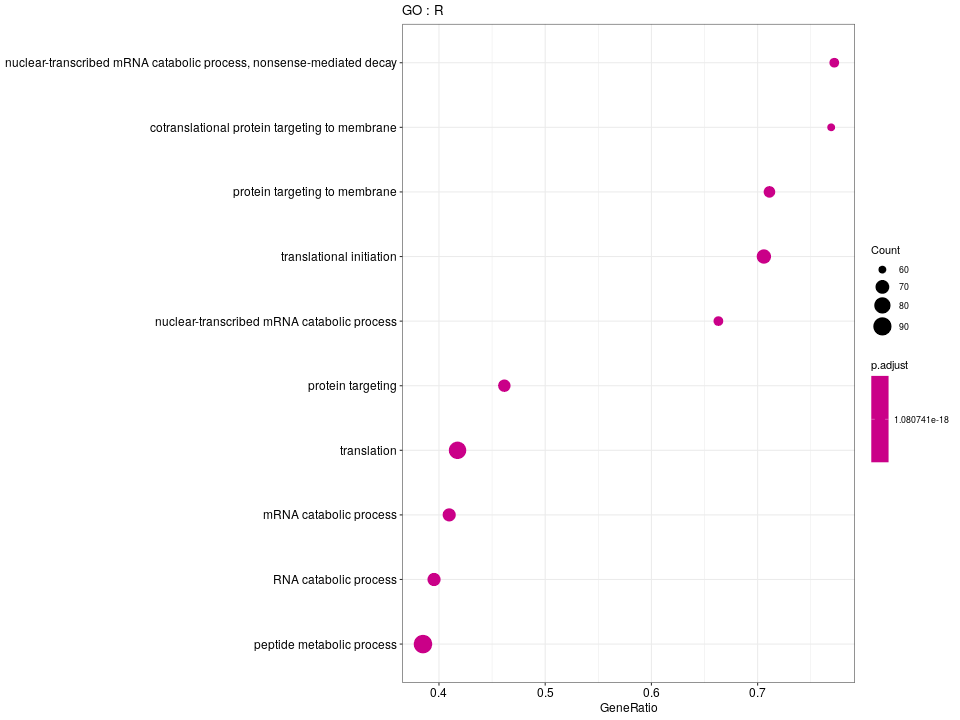 GO : R
nuclear-transcribed mRNA catabolic process, nonsense-mediated decay
cotranslational protein targeting to membrane
protein targeting to membrane
translational initiation
nuclear-transcribed mRNA catabolic process
protein targeting
translation
mRNA catabolic process
RNA catabolic process
peptide metabolic process
0.4 0.5 0.6 0.7
GeneRatio
Count
60
70
80
90
p.adjust
1.080741e-18